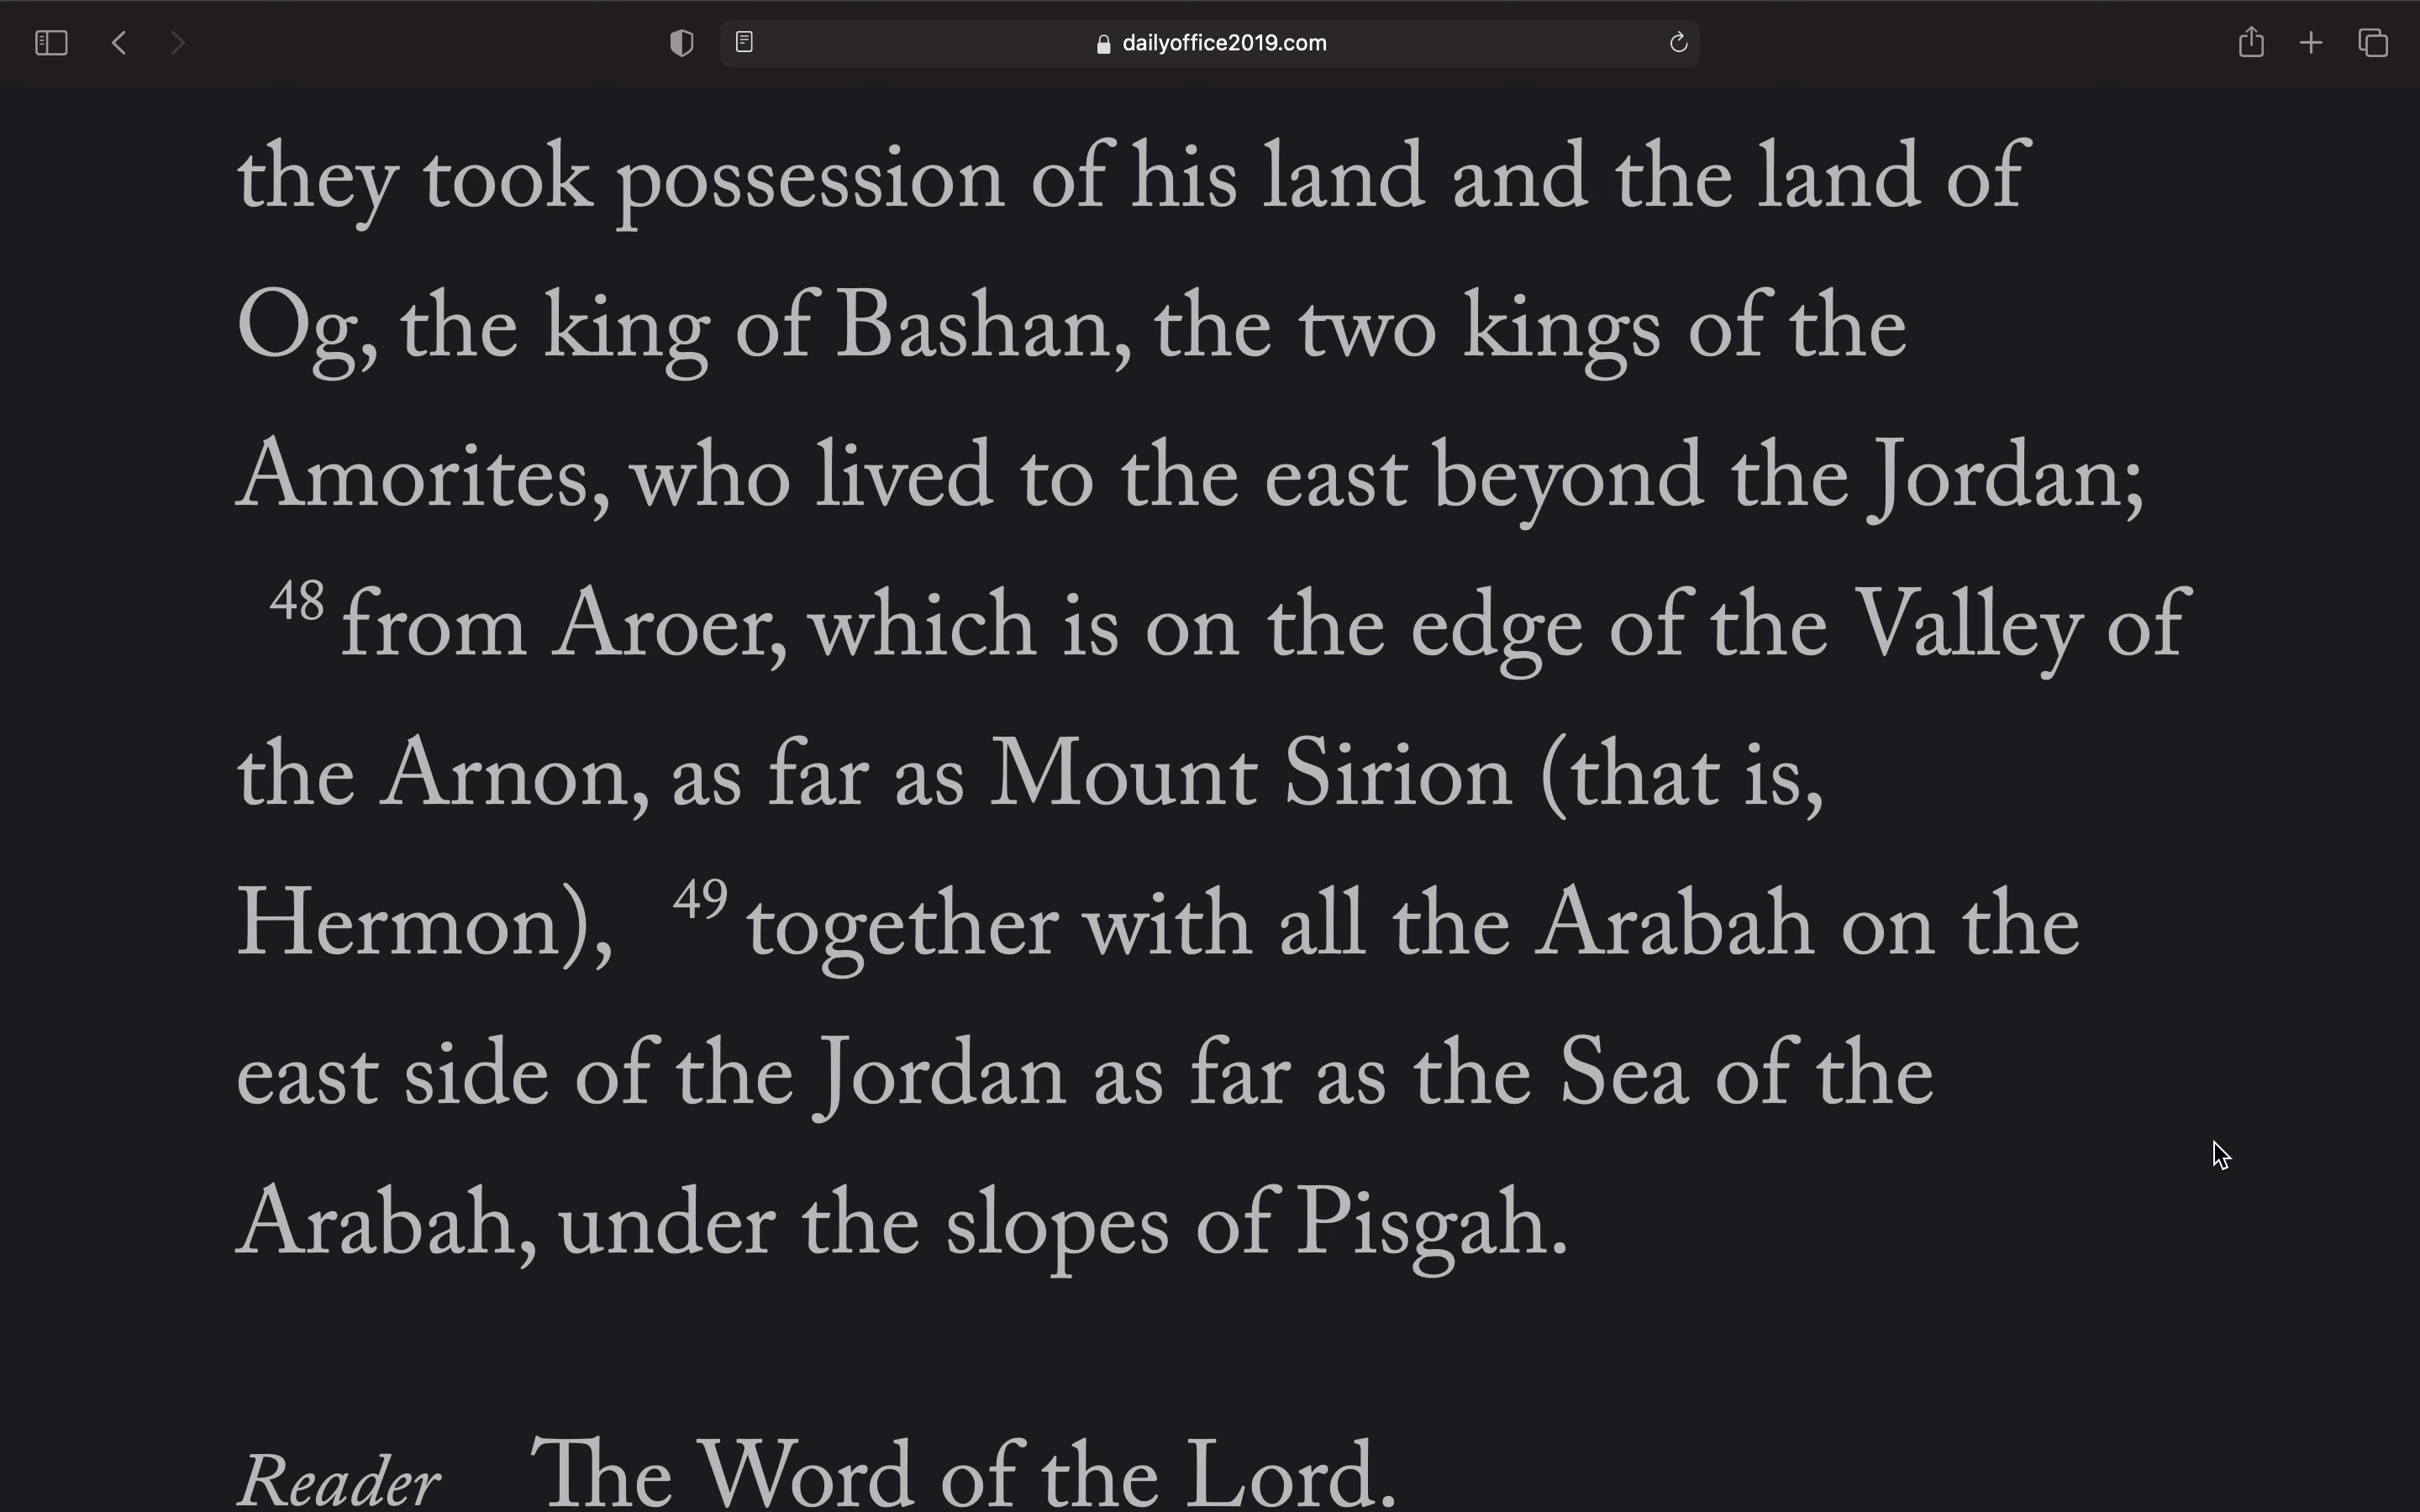 dailyoffice2019.com
they took possession of his land and the land of
Og, the king of Bashan, the two kings of the
Amorites, who lived to the east beyond the Jordan;
48 from Aroer, which is on the edge of the Valley of
the Arnon, as far as Mount Sirion (that is,
Hermon), 49 together with all the Arabah on the
east side of the Jordan as far as the Sea of the
Arabah, under the slopes of Pisgah.
Reader The Word of the Lord.